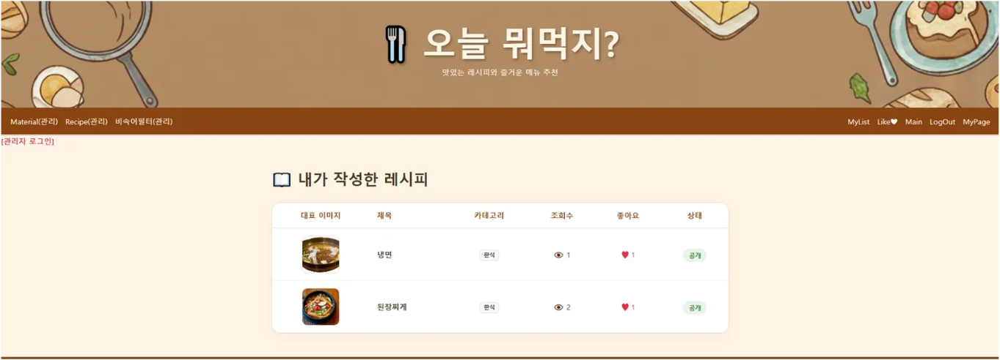 오늘 뭐먹지?
맛있는 레시피와 즐거운 메뉴 추천
Material(관리) Recipe(관리) 비속어필터(관리) MyList Like Main LogOut MyPage
[관리자 로그인]
내가 작성한 레시피
대표 이미지 제목 카테고리 조회수 좋아요 상태
냉면 한식 1 1 공개
된장찌게 한식 2 1 공개